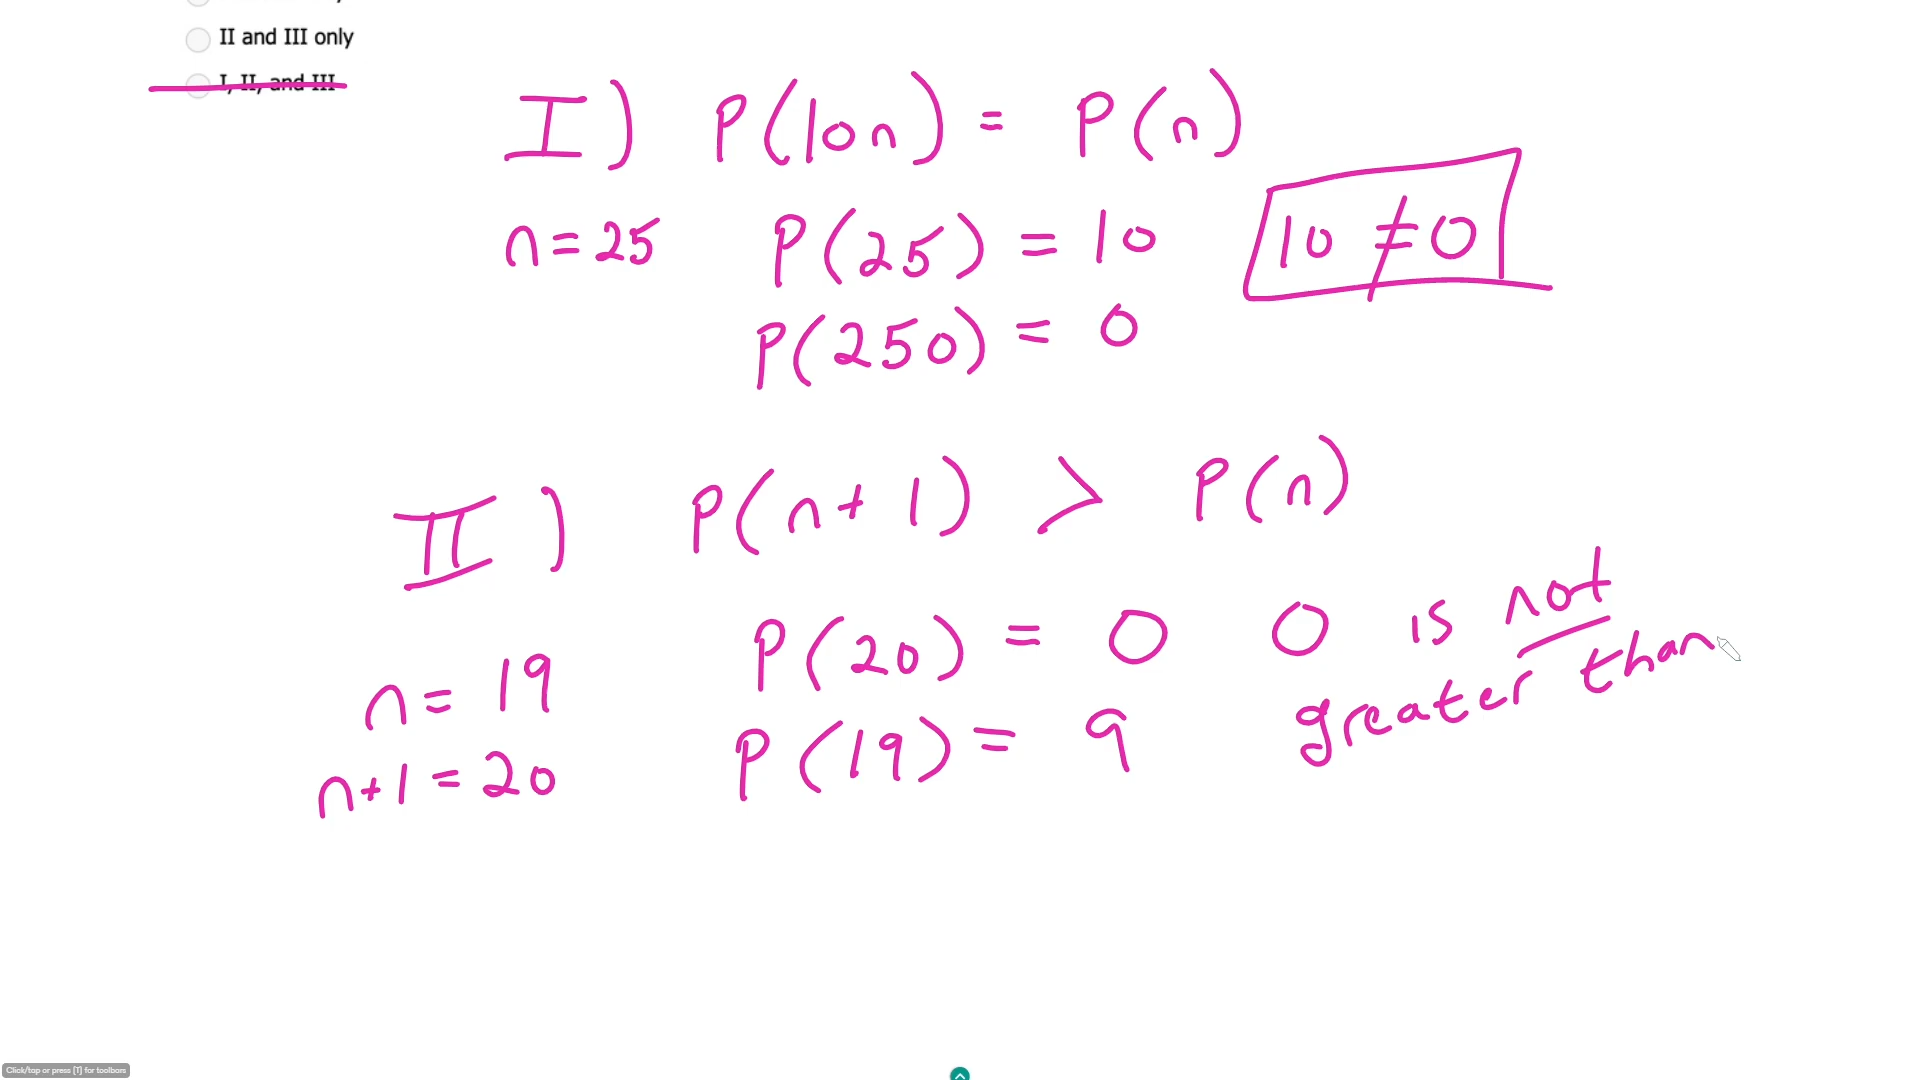 II and III only
I, II, and III
I) P(10n) = P(n)
n=25 P(25) = 10 10 ≠ 0
P(250) = 0
II) P(n+1) > P(n)
P(20) = 0 0 is not
n= 19 greater than
P(19) = 9
n+1=20
Click/tap or press [T] for toolbars